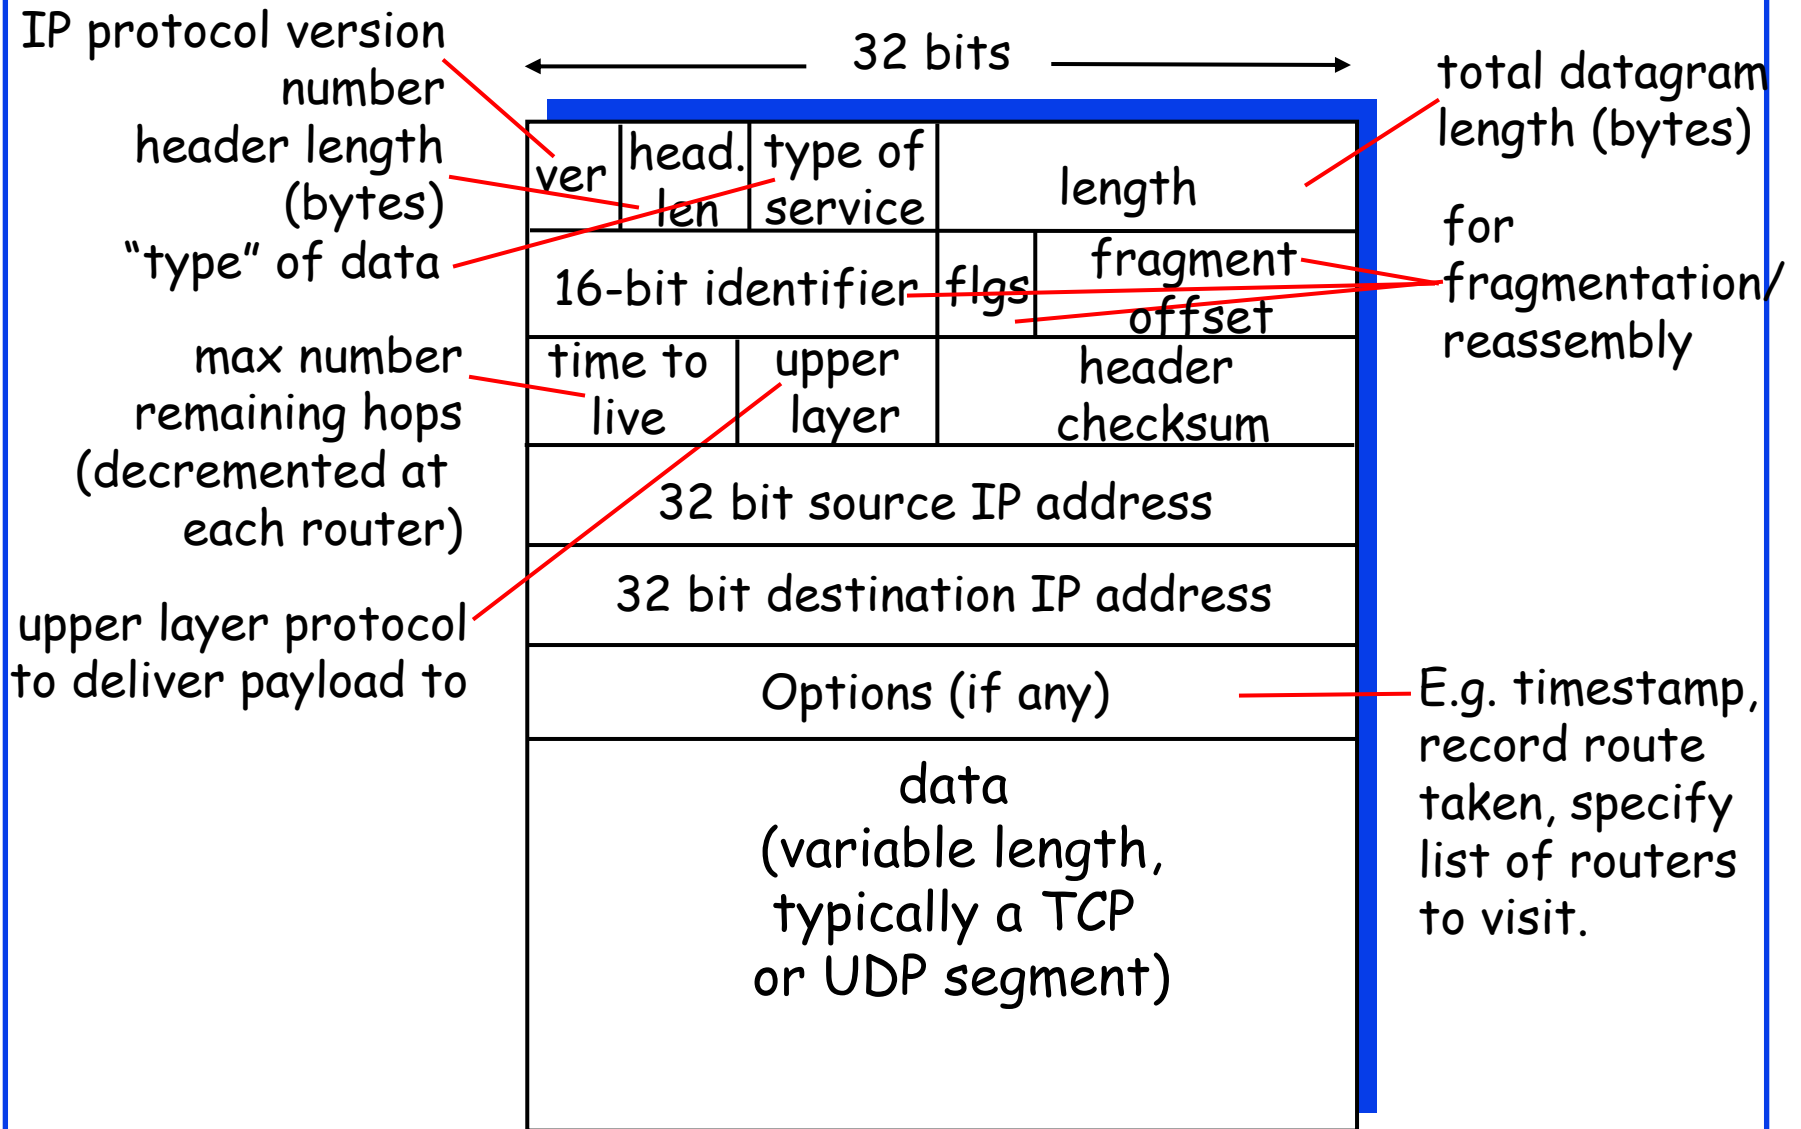 IP protocol version
number
header length
(bytes)
“type” of data
max number
remaining hops
(decremented at
each router)
upper layer protocol
to deliver payload to
32 bits
ver
head.
len
type of
service
length
16-bit identifier
flgs
fragment
offset
time to
live
upper
layer
header
checksum
32 bit source IP address
32 bit destination IP address
Options (if any)
data
(variable length,
typically a TCP
or UDP segment)
total datagram
length (bytes)
for
fragmentation/
reassembly
E.g. timestamp,
record route
taken, specify
list of routers
to visit.